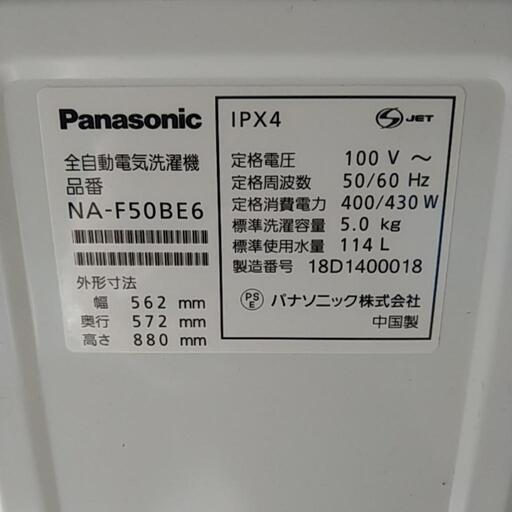 Panasonic
全自動電気洗濯機
品番
NA-F50BE6
外形寸法
幅 562 mm
奥行 572 mm
高さ 880 mm
IPX4
S JET
定格電圧 100 V ～
定格周波数 50/60 Hz
定格消費電力 400/430 W
標準洗濯容量 5.0 kg
標準使用水量 114 L
製造番号 18D1400018
PS E パナソニック株式会社
中国製